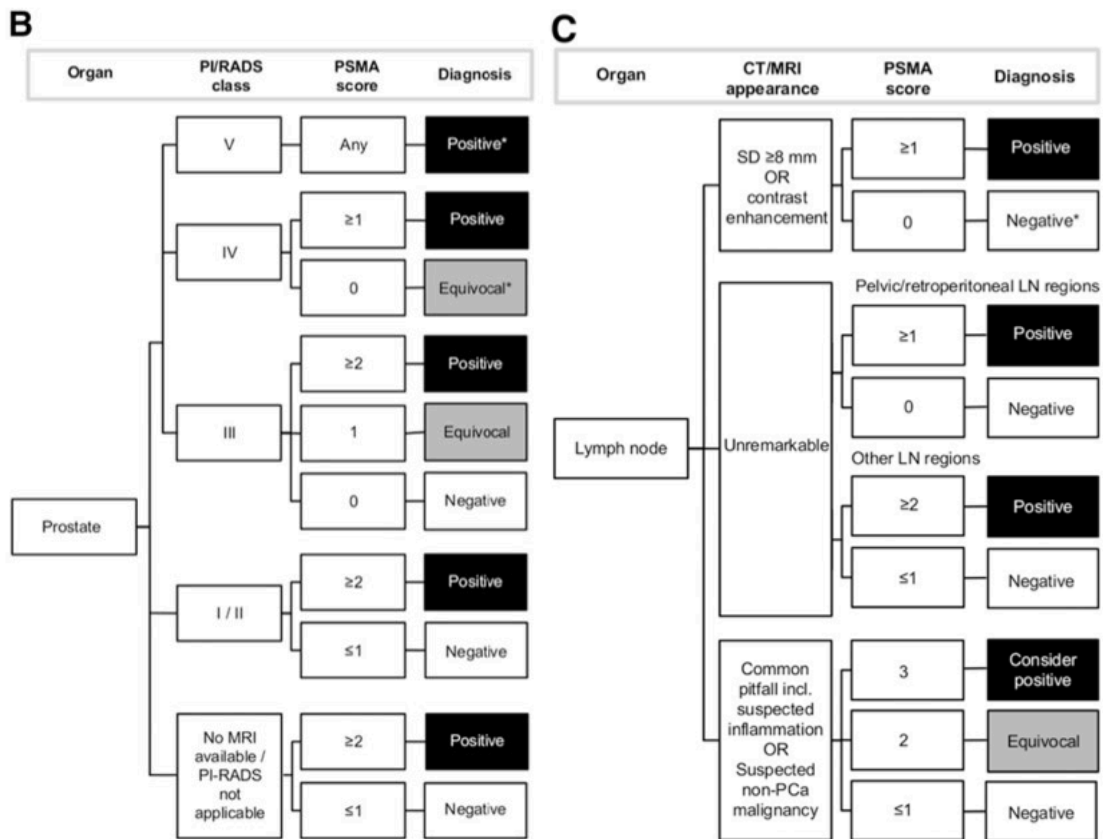 B
Organ
PI/RADS
class
PSMA
score
Diagnosis
V
Any
Positive*
IV
≥1
Positive
0
Equivocal*
III
≥2
Positive
1
Equivocal
0
Negative
Prostate
I / II
≥2
Positive
≤1
Negative
No MRI
available /
PI-RADS
not
applicable
≥2
Positive
≤1
Negative
C
Organ
CT/MRI
appearance
PSMA
score
Diagnosis
SD ≥8 mm
OR
contrast
enhancement
≥1
Positive
0
Negative*
Pelvic/retroperitoneal LN regions
≥1
Positive
0
Negative
Lymph node
Unremarkable
Other LN regions
≥2
Positive
≤1
Negative
Common
pitfall incl.
suspected
inflammation
OR
Suspected
non-PCa
malignancy
3
Consider
positive
2
Equivocal
≤1
Negative